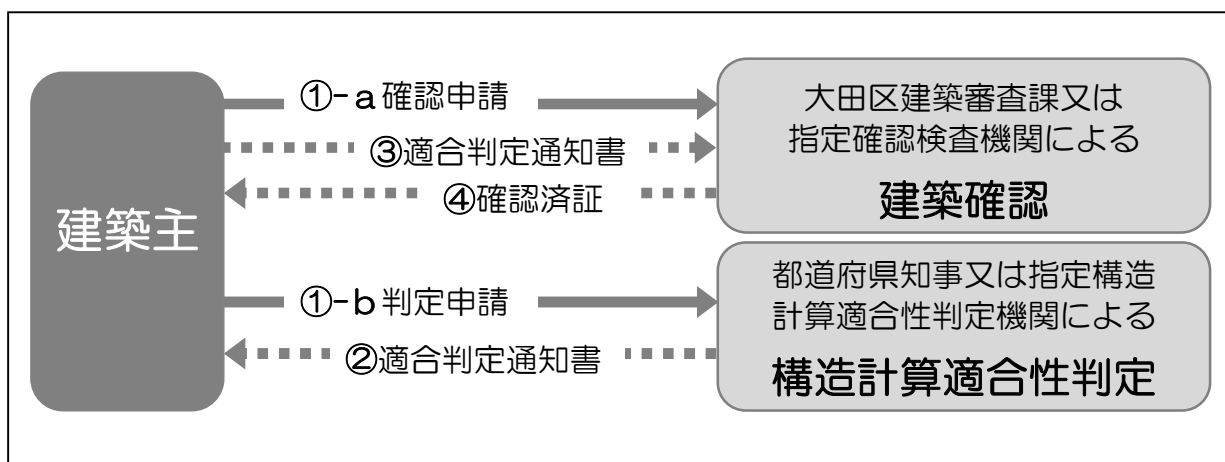 建築主
①-a確認申請
③適合判定通知書
④確認済証
大田区建築審査課又は
指定確認検査機関による
建築確認
①-b判定申請
②適合判定通知書
都道府県知事又は指定構造
計算適合性判定機関による
構造計算適合性判定